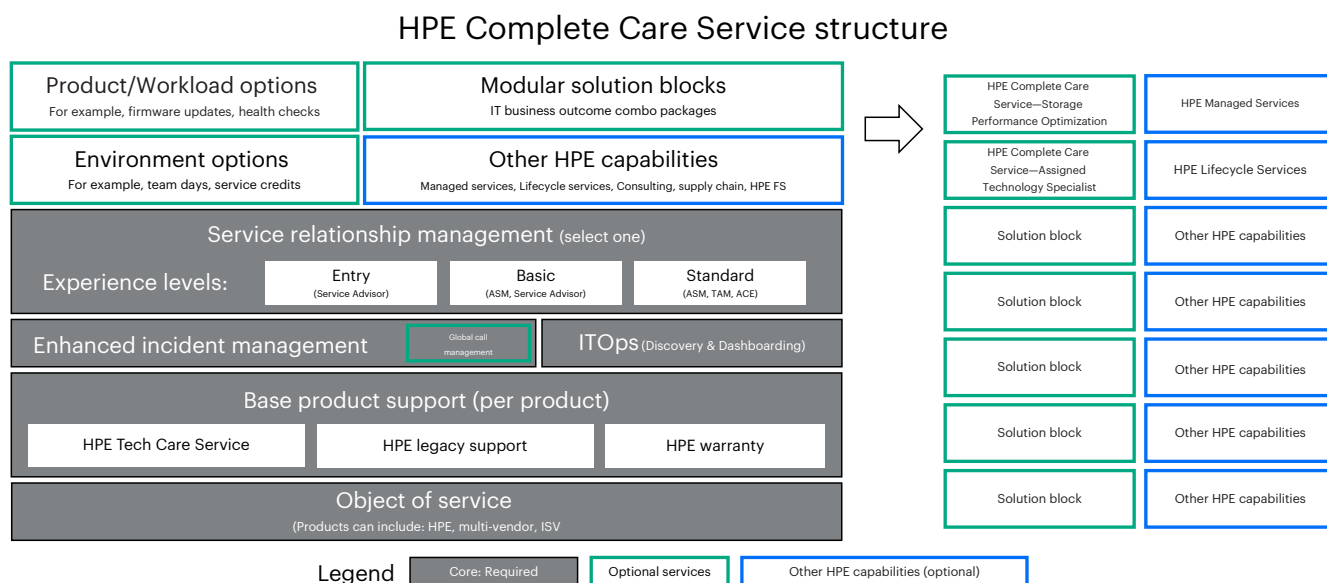 HPE Complete Care Service structure
Product/Workload options
For example, firmware updates, health checks
Modular solution blocks
IT business outcome combo packages
Environment options
For example, team days, service credits
Other HPE capabilities
Managed services, Lifecycle services, Consulting, supply chain, HPE FS
Service relationship management (select one)
Experience levels:
Entry
(Service Advisor)
Basic
(ASM, Service Advisor)
Standard
(ASM, TAM, ACE)
Enhanced incident management
Global call
management
ITOps (Discovery & Dashboarding)
Base product support (per product)
HPE Tech Care Service
HPE legacy support
HPE warranty
Object of service
(Products can include: HPE, multi-vendor, ISV
HPE Complete Care
Service—Storage
Performance Optimization
HPE Managed Services
HPE Complete Care
Service—Assigned
Technology Specialist
HPE Lifecycle Services
Solution block
Other HPE capabilities
Solution block
Other HPE capabilities
Solution block
Other HPE capabilities
Solution block
Other HPE capabilities
Solution block
Other HPE capabilities
Legend
Core: Required
Optional services
Other HPE capabilities (optional)